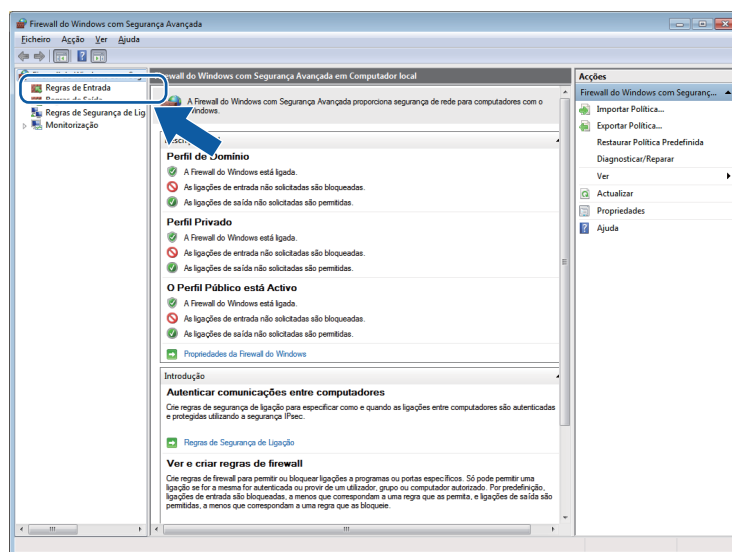 Firewall do Windows com Segurança Avançada
Ficheiro Acção Ver Ajuda
Regras de Entrada
Regras de Saída
Regras de Segurança de Lig
Monitorização
ewall do Windows com Segurança Avançada em Computador local
A Firewall do Windows com Segurança Avançada proporciona segurança de rede para computadores com o
Windows.
Perfil de Domínio
A Firewall do Windows está ligada.
As ligações de entrada não solicitadas são bloqueadas.
As ligações de saída não solicitadas são permitidas.
Perfil Privado
A Firewall do Windows está ligada.
As ligações de entrada não solicitadas são bloqueadas.
As ligações de saída não solicitadas são permitidas.
O Perfil Público está Activo
A Firewall do Windows está ligada.
As ligações de entrada não solicitadas são bloqueadas.
As ligações de saída não solicitadas são permitidas.
Propriedades da Firewall do Windows
Introdução
Autenticar comunicações entre computadores
Crie regras de segurança de ligação para especificar como e quando as ligações entre computadores são autenticadas
e protegidas utilizando a segurança IPsec.
Regras de Segurança de Ligação
Ver e criar regras de firewall
Crie regras de firewall para permitir ou bloquear ligações a programas ou portas específicos. Só pode permitir uma
ligação se for a mesma for autenticada ou provir de um utilizador, grupo ou computador autorizado. Por predefinição,
ligações de entrada são bloqueadas, a menos que correspondam a uma regra que as permita, e ligações de saída são
permitidas, a menos que correspondam a uma regra que as bloqueie.
Acções
Firewall do Windows com Seguranç...
Importar Política...
Exportar Política...
Restaurar Política Predefinida
Diagnosticar/Reparar
Ver
Actualizar
Propriedades
Ajuda